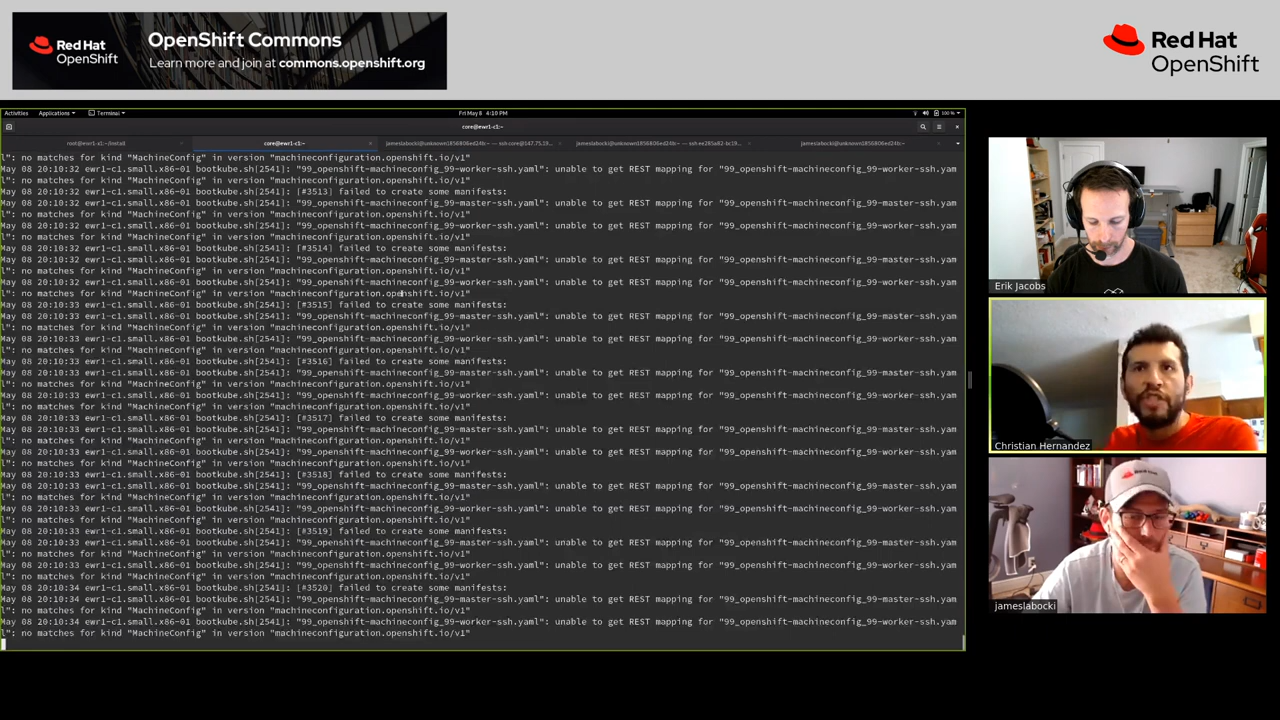 Red Hat
OpenShift
OpenShift Commons
Learn more and join at commons.openshift.org
Red Hat
OpenShift
Activities Applications ▾ Terminal ▾ Fri May 8 4:10 PM 100 % ▾
core@ewr1-c1:~
root@ewr1-c1:~/install core@ewr1-c1:~
l": no matches for kind "MachineConfig" in version "machineconfiguration.openshift.io/v1"
May 08 20:10:32 ewr1-c1.small.x86-01 bootkube.sh[2541]: "99_openshift-machineconfig_99-worker-ssh.yaml": unable to get REST mapping for "99_openshift-machineconfig_99-worker-ssh.yam
l": no matches for kind "MachineConfig" in version "machineconfiguration.openshift.io/v1"
May 08 20:10:32 ewr1-c1.small.x86-01 bootkube.sh[2541]: [#3513] failed to create some manifests:
May 08 20:10:32 ewr1-c1.small.x86-01 bootkube.sh[2541]: "99_openshift-machineconfig_99-master-ssh.yaml": unable to get REST mapping for "99_openshift-machineconfig_99-master-ssh.yam
l": no matches for kind "MachineConfig" in version "machineconfiguration.openshift.io/v1"
May 08 20:10:32 ewr1-c1.small.x86-01 bootkube.sh[2541]: "99_openshift-machineconfig_99-worker-ssh.yaml": unable to get REST mapping for "99_openshift-machineconfig_99-worker-ssh.yam
l": no matches for kind "MachineConfig" in version "machineconfiguration.openshift.io/v1"
May 08 20:10:32 ewr1-c1.small.x86-01 bootkube.sh[2541]: [#3514] failed to create some manifests:
May 08 20:10:32 ewr1-c1.small.x86-01 bootkube.sh[2541]: "99_openshift-machineconfig_99-master-ssh.yaml": unable to get REST mapping for "99_openshift-machineconfig_99-master-ssh.yam
l": no matches for kind "MachineConfig" in version "machineconfiguration.openshift.io/v1"
May 08 20:10:32 ewr1-c1.small.x86-01 bootkube.sh[2541]: "99_openshift-machineconfig_99-worker-ssh.yaml": unable to get REST mapping for "99_openshift-machineconfig_99-worker-ssh.yam
l": no matches for kind "MachineConfig" in version "machineconfiguration.openshift.io/v1"
May 08 20:10:33 ewr1-c1.small.x86-01 bootkube.sh[2541]: [#3515] failed to create some manifests:
May 08 20:10:33 ewr1-c1.small.x86-01 bootkube.sh[2541]: "99_openshift-machineconfig_99-master-ssh.yaml": unable to get REST mapping for "99_openshift-machineconfig_99-master-ssh.yam
l": no matches for kind "MachineConfig" in version "machineconfiguration.openshift.io/v1"
May 08 20:10:33 ewr1-c1.small.x86-01 bootkube.sh[2541]: "99_openshift-machineconfig_99-worker-ssh.yaml": unable to get REST mapping for "99_openshift-machineconfig_99-worker-ssh.yam
l": no matches for kind "MachineConfig" in version "machineconfiguration.openshift.io/v1"
May 08 20:10:33 ewr1-c1.small.x86-01 bootkube.sh[2541]: [#3516] failed to create some manifests:
May 08 20:10:33 ewr1-c1.small.x86-01 bootkube.sh[2541]: "99_openshift-machineconfig_99-master-ssh.yaml": unable to get REST mapping for "99_openshift-machineconfig_99-master-ssh.yam
l": no matches for kind "MachineConfig" in version "machineconfiguration.openshift.io/v1"
May 08 20:10:33 ewr1-c1.small.x86-01 bootkube.sh[2541]: "99_openshift-machineconfig_99-worker-ssh.yaml": unable to get REST mapping for "99_openshift-machineconfig_99-worker-ssh.yam
l": no matches for kind "MachineConfig" in version "machineconfiguration.openshift.io/v1"
May 08 20:10:33 ewr1-c1.small.x86-01 bootkube.sh[2541]: [#3517] failed to create some manifests:
May 08 20:10:33 ewr1-c1.small.x86-01 bootkube.sh[2541]: "99_openshift-machineconfig_99-master-ssh.yaml": unable to get REST mapping for "99_openshift-machineconfig_99-master-ssh.yam
l": no matches for kind "MachineConfig" in version "machineconfiguration.openshift.io/v1"
May 08 20:10:33 ewr1-c1.small.x86-01 bootkube.sh[2541]: "99_openshift-machineconfig_99-worker-ssh.yaml": unable to get REST mapping for "99_openshift-machineconfig_99-worker-ssh.yam
l": no matches for kind "MachineConfig" in version "machineconfiguration.openshift.io/v1"
May 08 20:10:33 ewr1-c1.small.x86-01 bootkube.sh[2541]: [#3518] failed to create some manifests:
May 08 20:10:33 ewr1-c1.small.x86-01 bootkube.sh[2541]: "99_openshift-machineconfig_99-master-ssh.yaml": unable to get REST mapping for "99_openshift-machineconfig_99-master-ssh.yam
l": no matches for kind "MachineConfig" in version "machineconfiguration.openshift.io/v1"
May 08 20:10:33 ewr1-c1.small.x86-01 bootkube.sh[2541]: "99_openshift-machineconfig_99-worker-ssh.yaml": unable to get REST mapping for "99_openshift-machineconfig_99-worker-ssh.yam
l": no matches for kind "MachineConfig" in version "machineconfiguration.openshift.io/v1"
May 08 20:10:33 ewr1-c1.small.x86-01 bootkube.sh[2541]: [#3519] failed to create some manifests:
May 08 20:10:33 ewr1-c1.small.x86-01 bootkube.sh[2541]: "99_openshift-machineconfig_99-master-ssh.yaml": unable to get REST mapping for "99_openshift-machineconfig_99-master-ssh.yam
l": no matches for kind "MachineConfig" in version "machineconfiguration.openshift.io/v1"
May 08 20:10:33 ewr1-c1.small.x86-01 bootkube.sh[2541]: "99_openshift-machineconfig_99-worker-ssh.yaml": unable to get REST mapping for "99_openshift-machineconfig_99-worker-ssh.yam
l": no matches for kind "MachineConfig" in version "machineconfiguration.openshift.io/v1"
May 08 20:10:34 ewr1-c1.small.x86-01 bootkube.sh[2541]: [#3520] failed to create some manifests:
May 08 20:10:34 ewr1-c1.small.x86-01 bootkube.sh[2541]: "99_openshift-machineconfig_99-master-ssh.yaml": unable to get REST mapping for "99_openshift-machineconfig_99-master-ssh.yam
l": no matches for kind "MachineConfig" in version "machineconfiguration.openshift.io/v1"
May 08 20:10:34 ewr1-c1.small.x86-01 bootkube.sh[2541]: "99_openshift-machineconfig_99-worker-ssh.yaml": unable to get REST mapping for "99_openshift-machineconfig_99-worker-ssh.yam
l": no matches for kind "MachineConfig" in version "machineconfiguration.openshift.io/v1"
Erik Jacobs
Christian Hernandez
jameslabocki